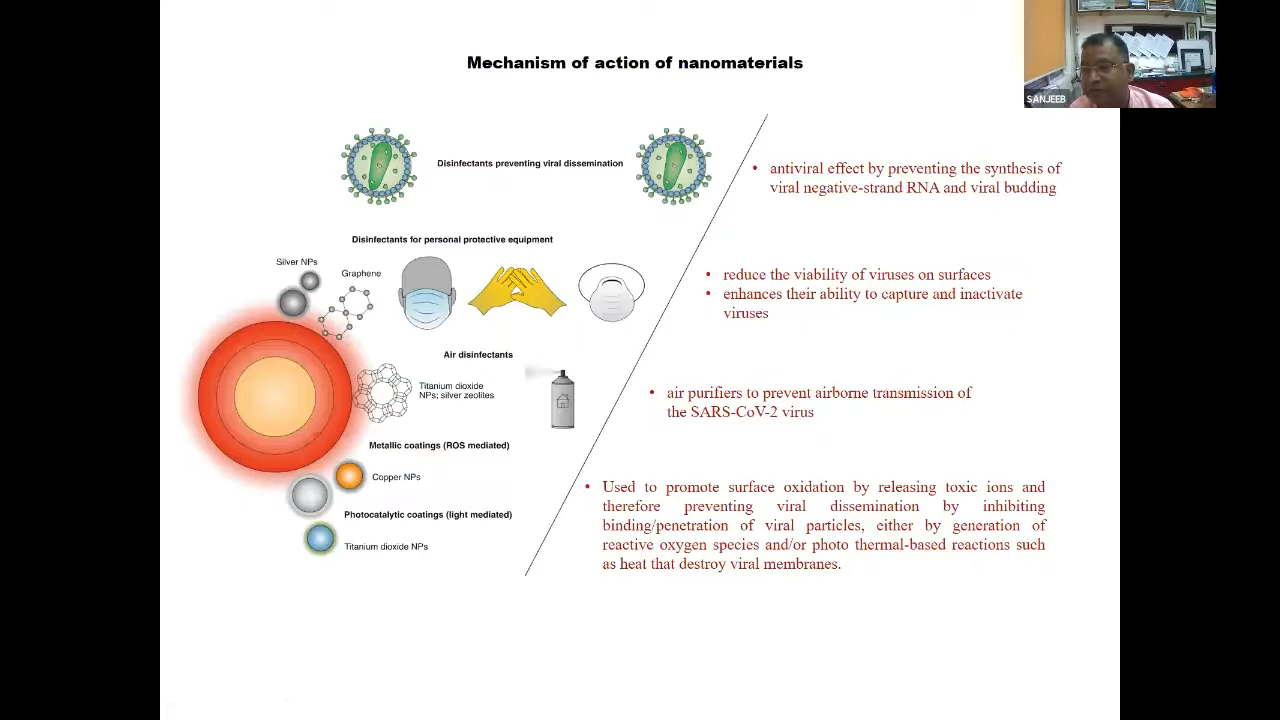 Mechanism of action of nanomaterials
SANJEEB
Disinfectants preventing viral dissemination
• antiviral effect by preventing the synthesis of
viral negative-strand RNA and viral budding
Disinfectants for personal protective equipment
Silver NPs
Graphene
• reduce the viability of viruses on surfaces
• enhances their ability to capture and inactivate
viruses
Air disinfectants
Titanium dioxide
NPs; silver zeolites
• air purifiers to prevent airborne transmission of
the SARS-CoV-2 virus
Metallic coatings (ROS mediated)
Copper NPs
Photocatalytic coatings (light mediated)
Titanium dioxide NPs
• Used to promote surface oxidation by releasing toxic ions and
therefore preventing viral dissemination by inhibiting
binding/penetration of viral particles, either by generation of
reactive oxygen species and/or photo thermal-based reactions such
as heat that destroy viral membranes.